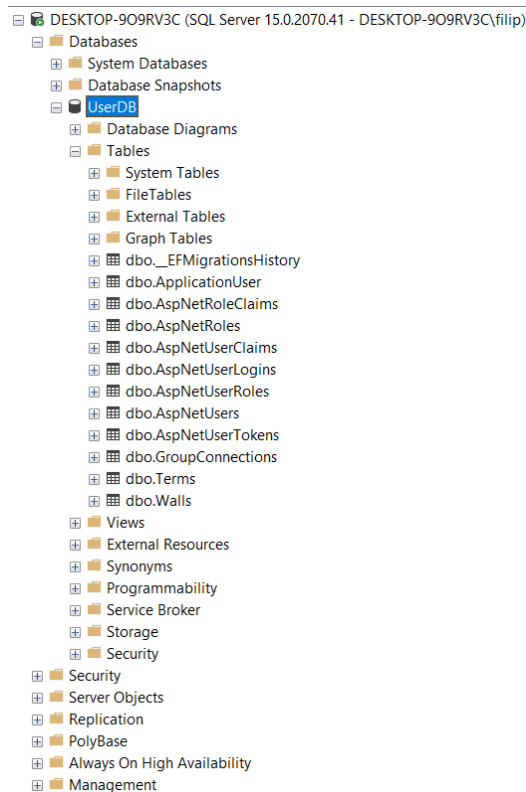 DESKTOP-9O9RV3C (SQL Server 15.0.2070.41 - DESKTOP-9O9RV3C\filip)
Databases
System Databases
Database Snapshots
UserDB
Database Diagrams
Tables
System Tables
FileTables
External Tables
Graph Tables
dbo.__EFMigrationsHistory
dbo.ApplicationUser
dbo.AspNetRoleClaims
dbo.AspNetRoles
dbo.AspNetUserClaims
dbo.AspNetUserLogins
dbo.AspNetUserRoles
dbo.AspNetUsers
dbo.AspNetUserTokens
dbo.GroupConnections
dbo.Terms
dbo.Walls
Views
External Resources
Synonyms
Programmability
Service Broker
Storage
Security
Security
Server Objects
Replication
PolyBase
Always On High Availability
Management